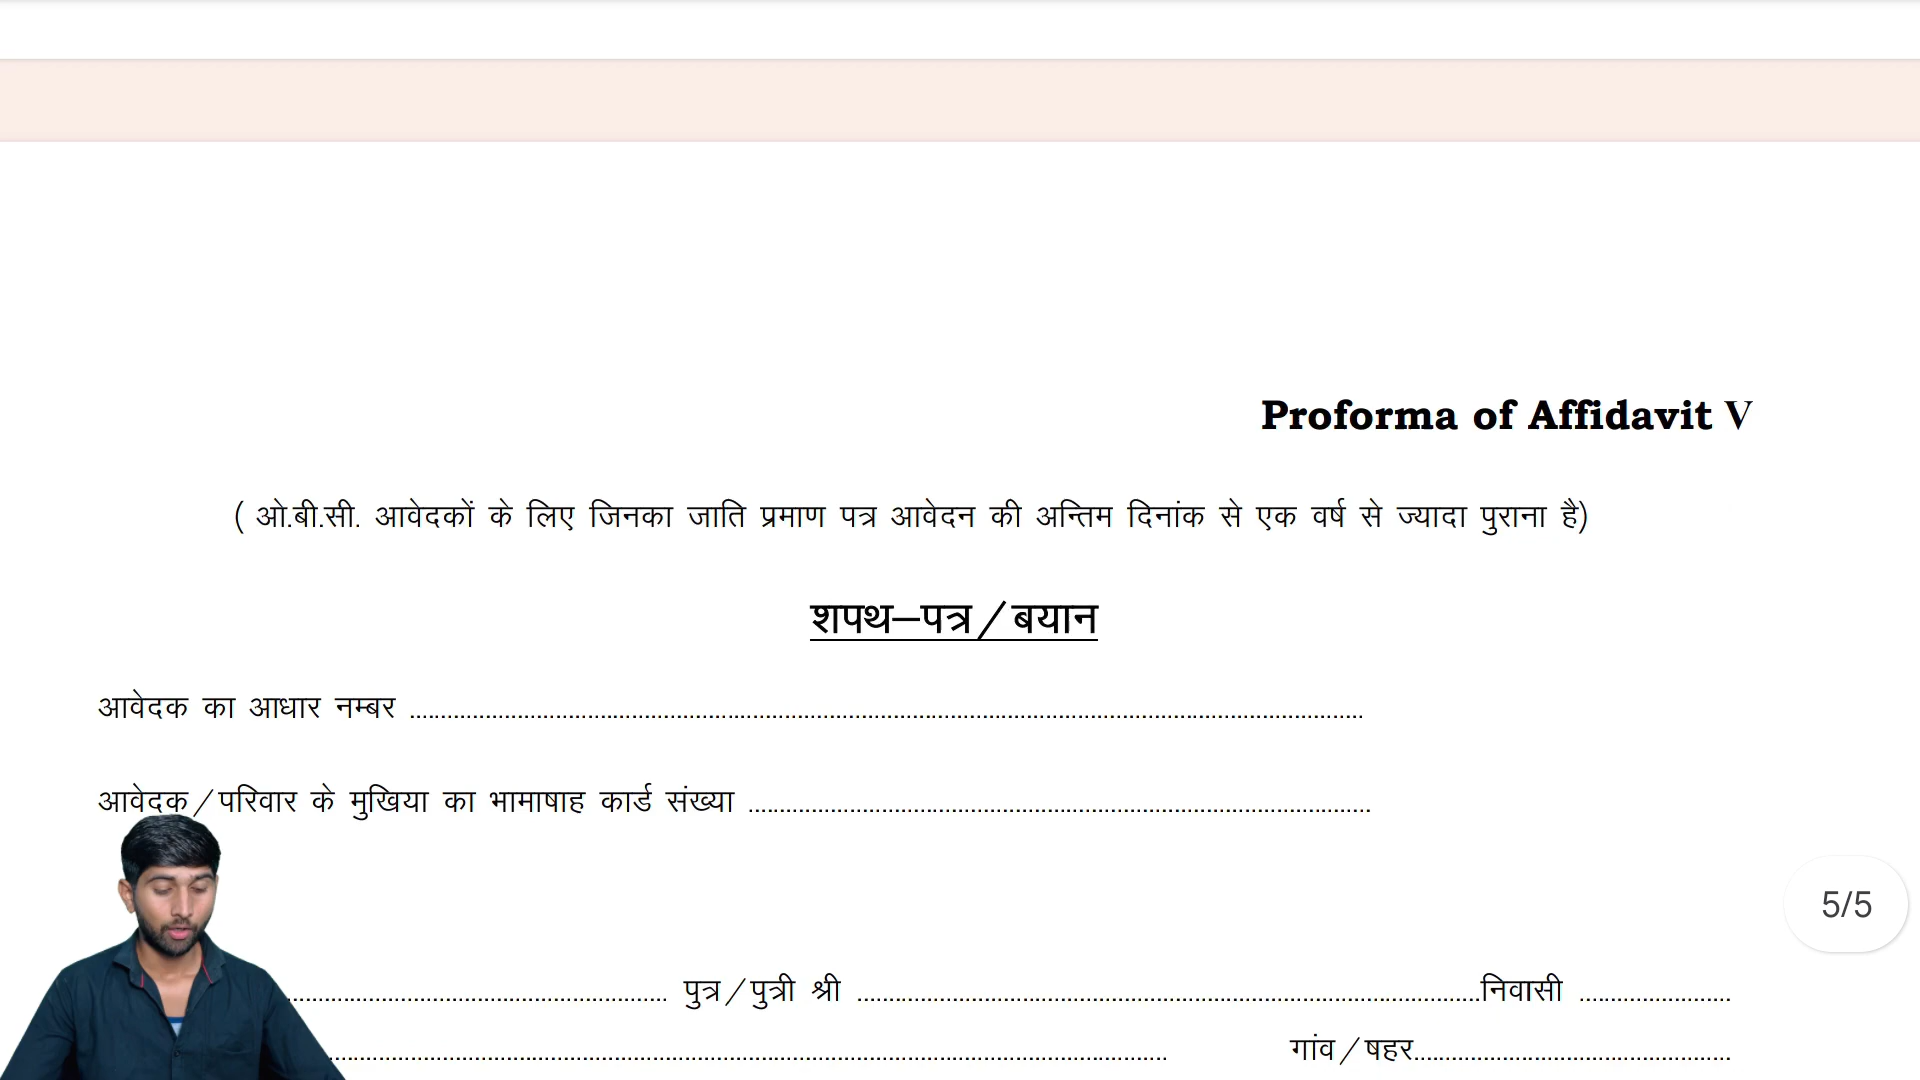 Proforma of Affidavit V
( ओ.बी.सी. आवेदकों के लिए जिनका जाति प्रमाण पत्र आवेदन की अन्तिम दिनांक से एक वर्ष से ज्यादा पुराना है)
शपथ–पत्र/बयान
आवेदक का आधार नम्बर ........................................................................................................
आवेदक/परिवार के मुखिया का भामाषाह कार्ड संख्या ....................................................................
5/5
......................................... पुत्र/पुत्री श्री ....................................................................निवासी .................
........................................................................................... गांव/षहर..................................